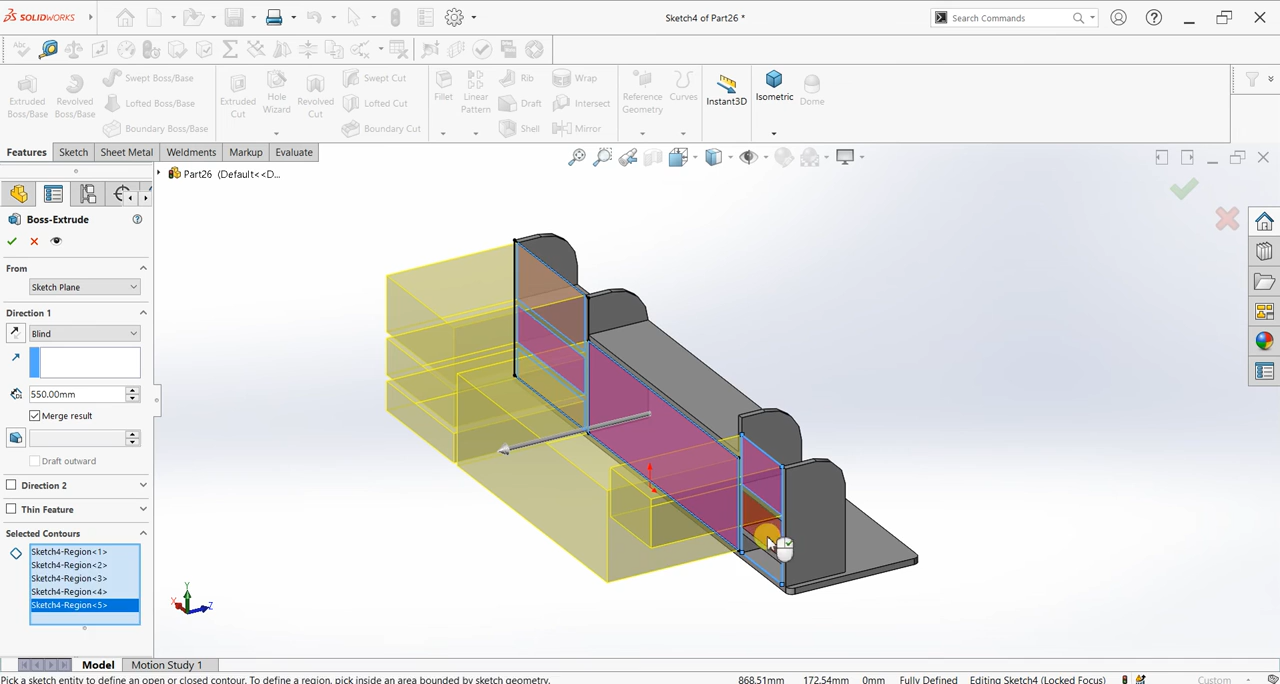 SOLIDWORKS
Sketch4 of Part26 *
Search Commands
Extruded Boss/Base
Revolved Boss/Base
Swept Boss/Base
Lofted Boss/Base
Boundary Boss/Base
Extruded Cut
Hole Wizard
Revolved Cut
Swept Cut
Lofted Cut
Boundary Cut
Fillet
Linear Pattern
Rib
Draft
Shell
Wrap
Intersect
Mirror
Reference Geometry
Curves
Instant3D
Isometric
Dome
Features
Sketch
Sheet Metal
Weldments
Markup
Evaluate
Part26 (Default<<D...
Boss-Extrude
From
Sketch Plane
Direction 1
Blind
550.00mm
Merge result
Draft outward
Direction 2
Thin Feature
Selected Contours
Sketch4-Region<1>
Sketch4-Region<2>
Sketch4-Region<3>
Sketch4-Region<4>
Sketch4-Region<5>
Y
X
Z
Model
Motion Study 1
Pick a sketch entity to define an open or closed contour. To define a region, pick inside an area bounded by sketch geometry.
868.51mm
172.54mm
0mm
Fully Defined
Editing Sketch4 (Locked Focus)
Custom